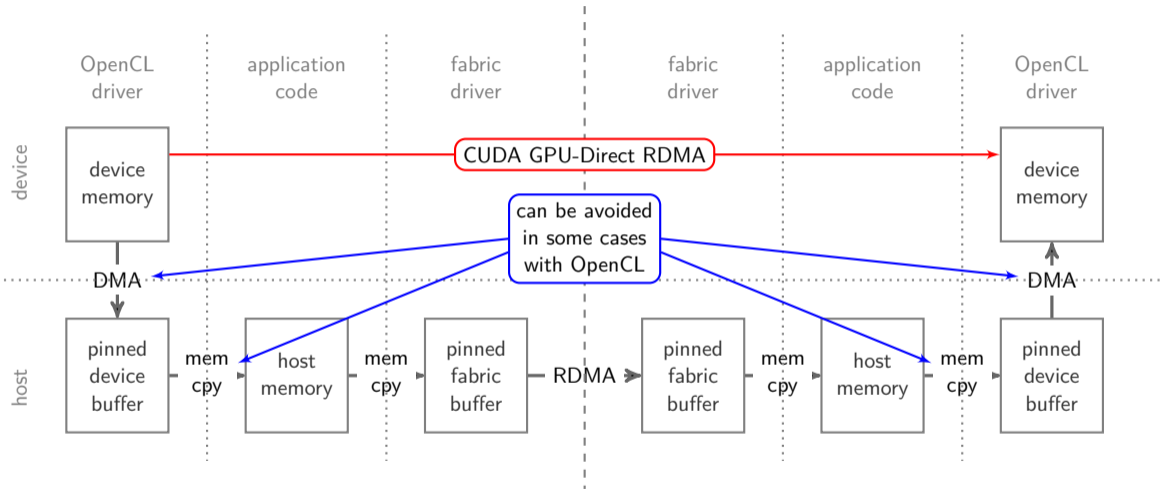 OpenCL
driver
application
code
fabric
driver
fabric
driver
application
code
OpenCL
driver
device
device
memory
CUDA GPU-Direct RDMA
device
memory
can be avoided
in some cases
with OpenCL
DMA
DMA
host
pinned
device
buffer
mem
cpy
host
memory
mem
cpy
pinned
fabric
buffer
RDMA
pinned
fabric
buffer
mem
cpy
host
memory
mem
cpy
pinned
device
buffer